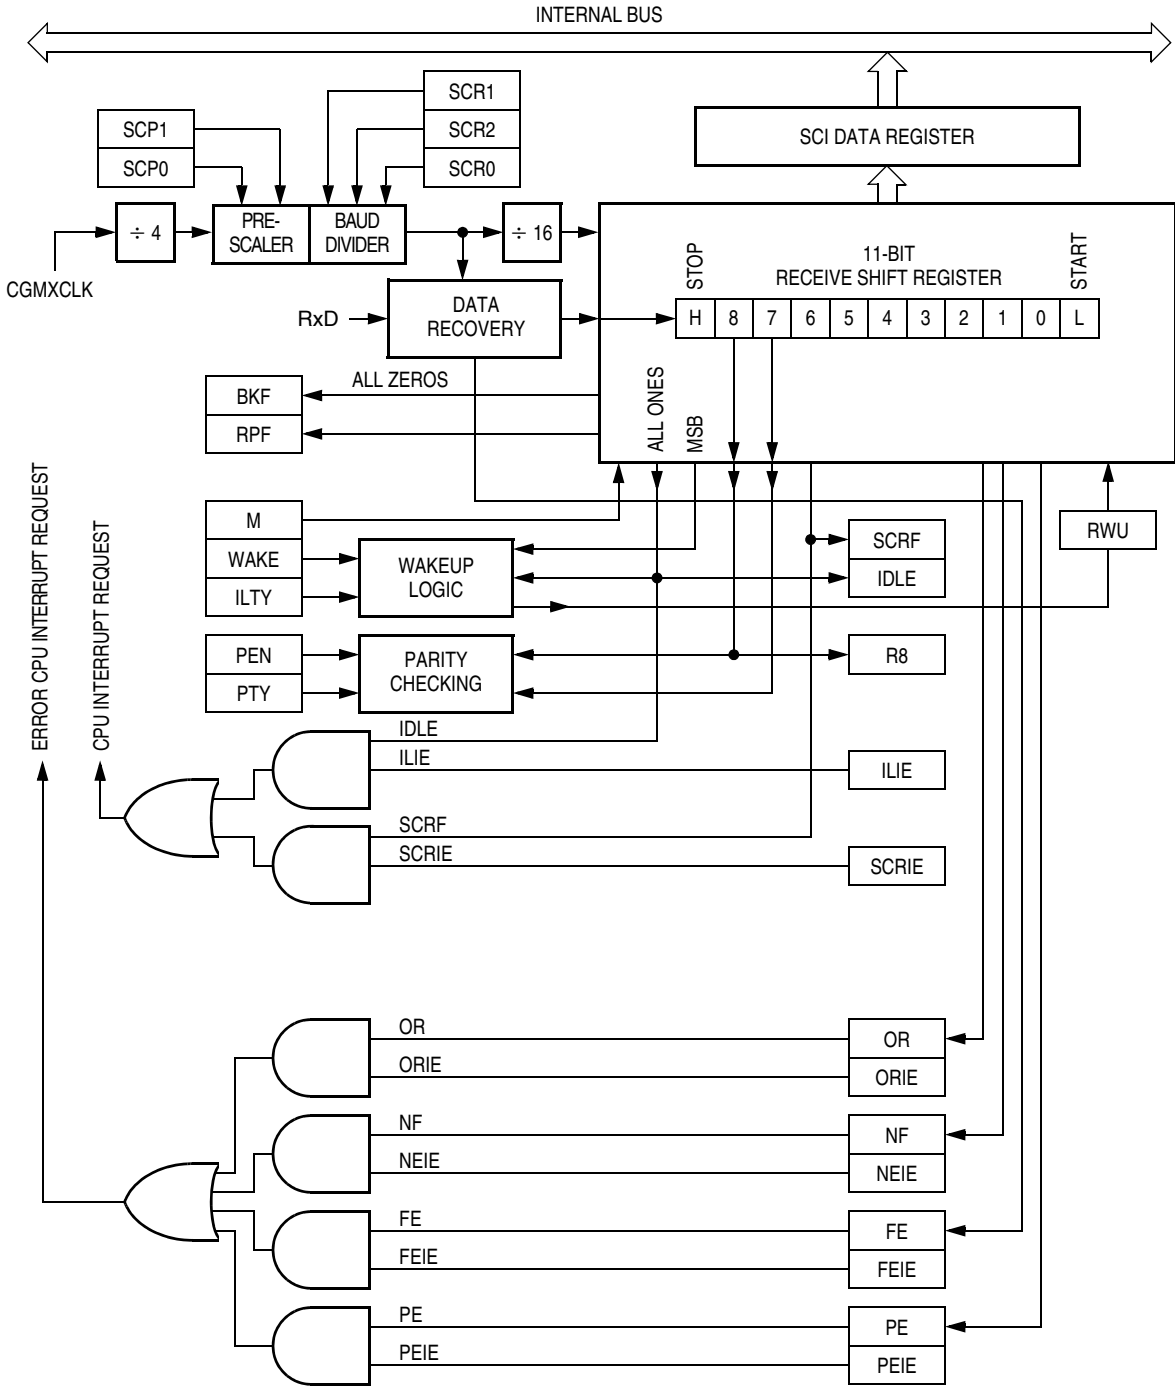 INTERNAL BUS
SCR1
SCR2
SCR0
SCP1
SCP0
SCI DATA REGISTER
÷ 4
PRE-
SCALER
BAUD
DIVIDER
÷ 16
CGMXCLK
STOP
11-BIT
RECEIVE SHIFT REGISTER
START
RxD
DATA
RECOVERY
H 8 7 6 5 4 3 2 1 0 L
ALL ZEROS
BKF
RPF
ALL ONES
MSB
M
WAKE
ILTY
WAKEUP
LOGIC
SCRF
IDLE
RWU
PEN
PTY
PARITY
CHECKING
R8
ERROR CPU INTERRUPT REQUEST
CPU INTERRUPT REQUEST
IDLE
ILIE
ILIE
SCRF
SCRIE
SCRIE
OR
OR
ORIE
ORIE
NF
NF
NEIE
NEIE
FE
FE
FEIE
FEIE
PE
PE
PEIE
PEIE